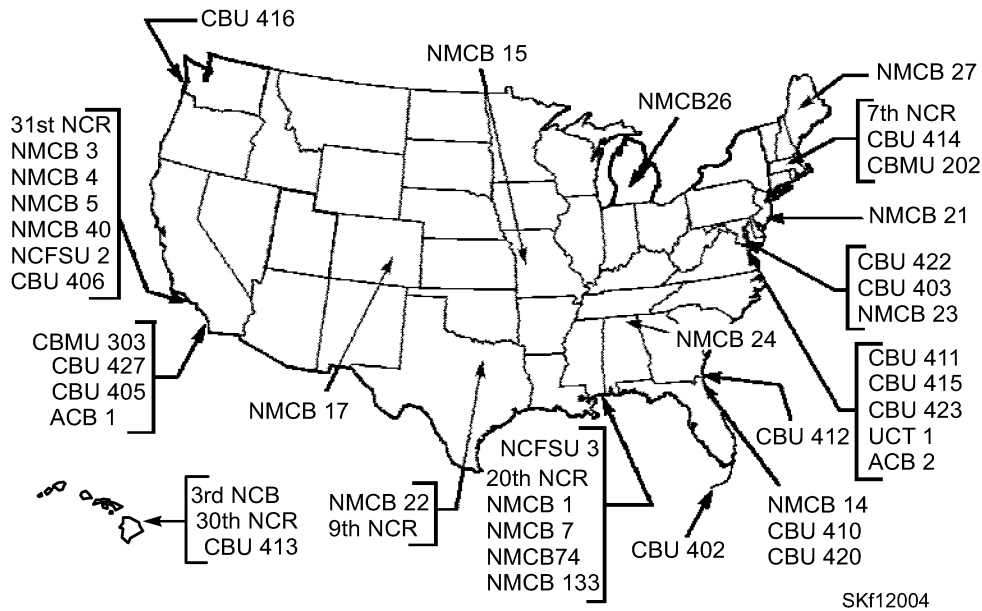 CBU 416
NMCB 15
NMCB26
NMCB 27
7th NCR
CBU 414
CBMU 202
31st NCR
NMCB 3
NMCB 4
NMCB 5
NMCB 40
NCFSU 2
CBU 406
NMCB 21
CBU 422
CBU 403
NMCB 23
CBMU 303
CBU 427
CBU 405
ACB 1
NMCB 17
NMCB 24
CBU 411
CBU 415
CBU 423
UCT 1
ACB 2
CBU 412
3rd NCB
30th NCR
CBU 413
NMCB 22
9th NCR
NCFSU 3
20th NCR
NMCB 1
NMCB 7
NMCB74
NMCB 133
CBU 402
NMCB 14
CBU 410
CBU 420
SKf12004